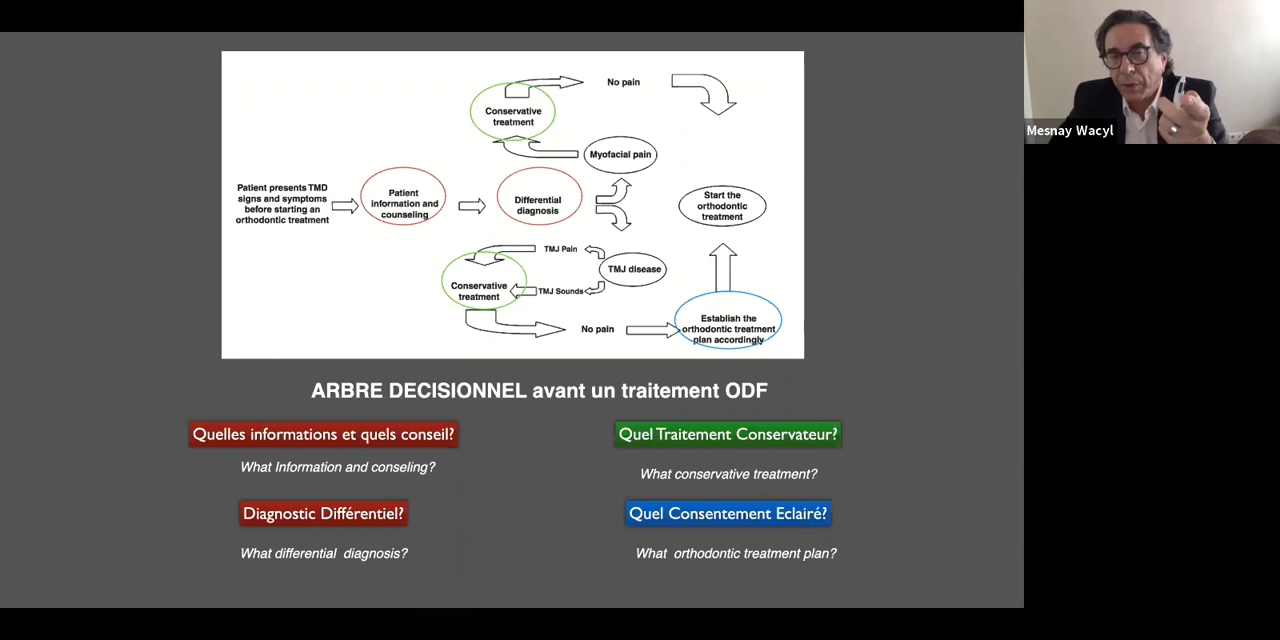 No pain
Conservative
treatment
Myofacial pain
Patient presents TMD
signs and symptoms
before starting an
orthodontic treatment
Patient
information and
counseling
Differential
diagnosis
Start the
orthodontic
treatment
TMJ Pain
TMJ disease
Conservative
treatment
TMJ Sounds
No pain
Establish the
orthodontic treatment
plan accordingly
ARBRE DECISIONNEL avant un traitement ODF
Quelles informations et quels conseil?
What Information and conseling?
Quel Traitement Conservateur?
What conservative treatment?
Diagnostic Différentiel?
What differential diagnosis?
Quel Consentement Eclairé?
What orthodontic treatment plan?
Mesnay Wacyl